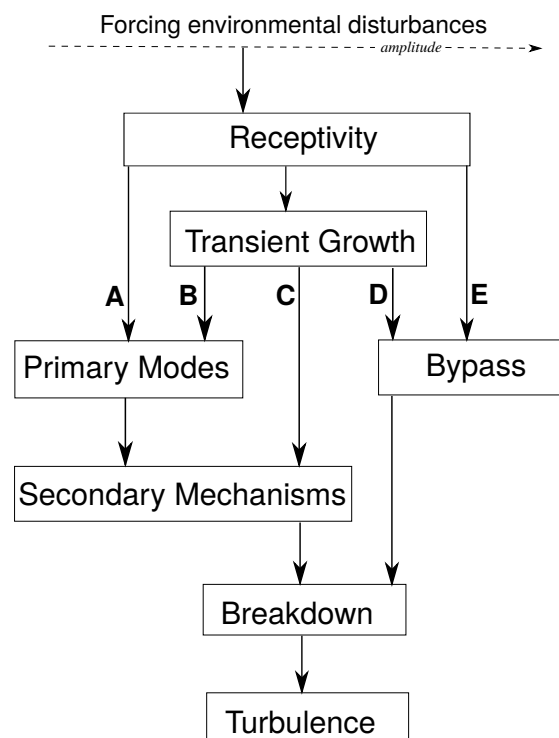 Forcing environmental disturbances
amplitude
Receptivity
Transient Growth
A B C D E
Primary Modes
Bypass
Secondary Mechanisms
Breakdown
Turbulence